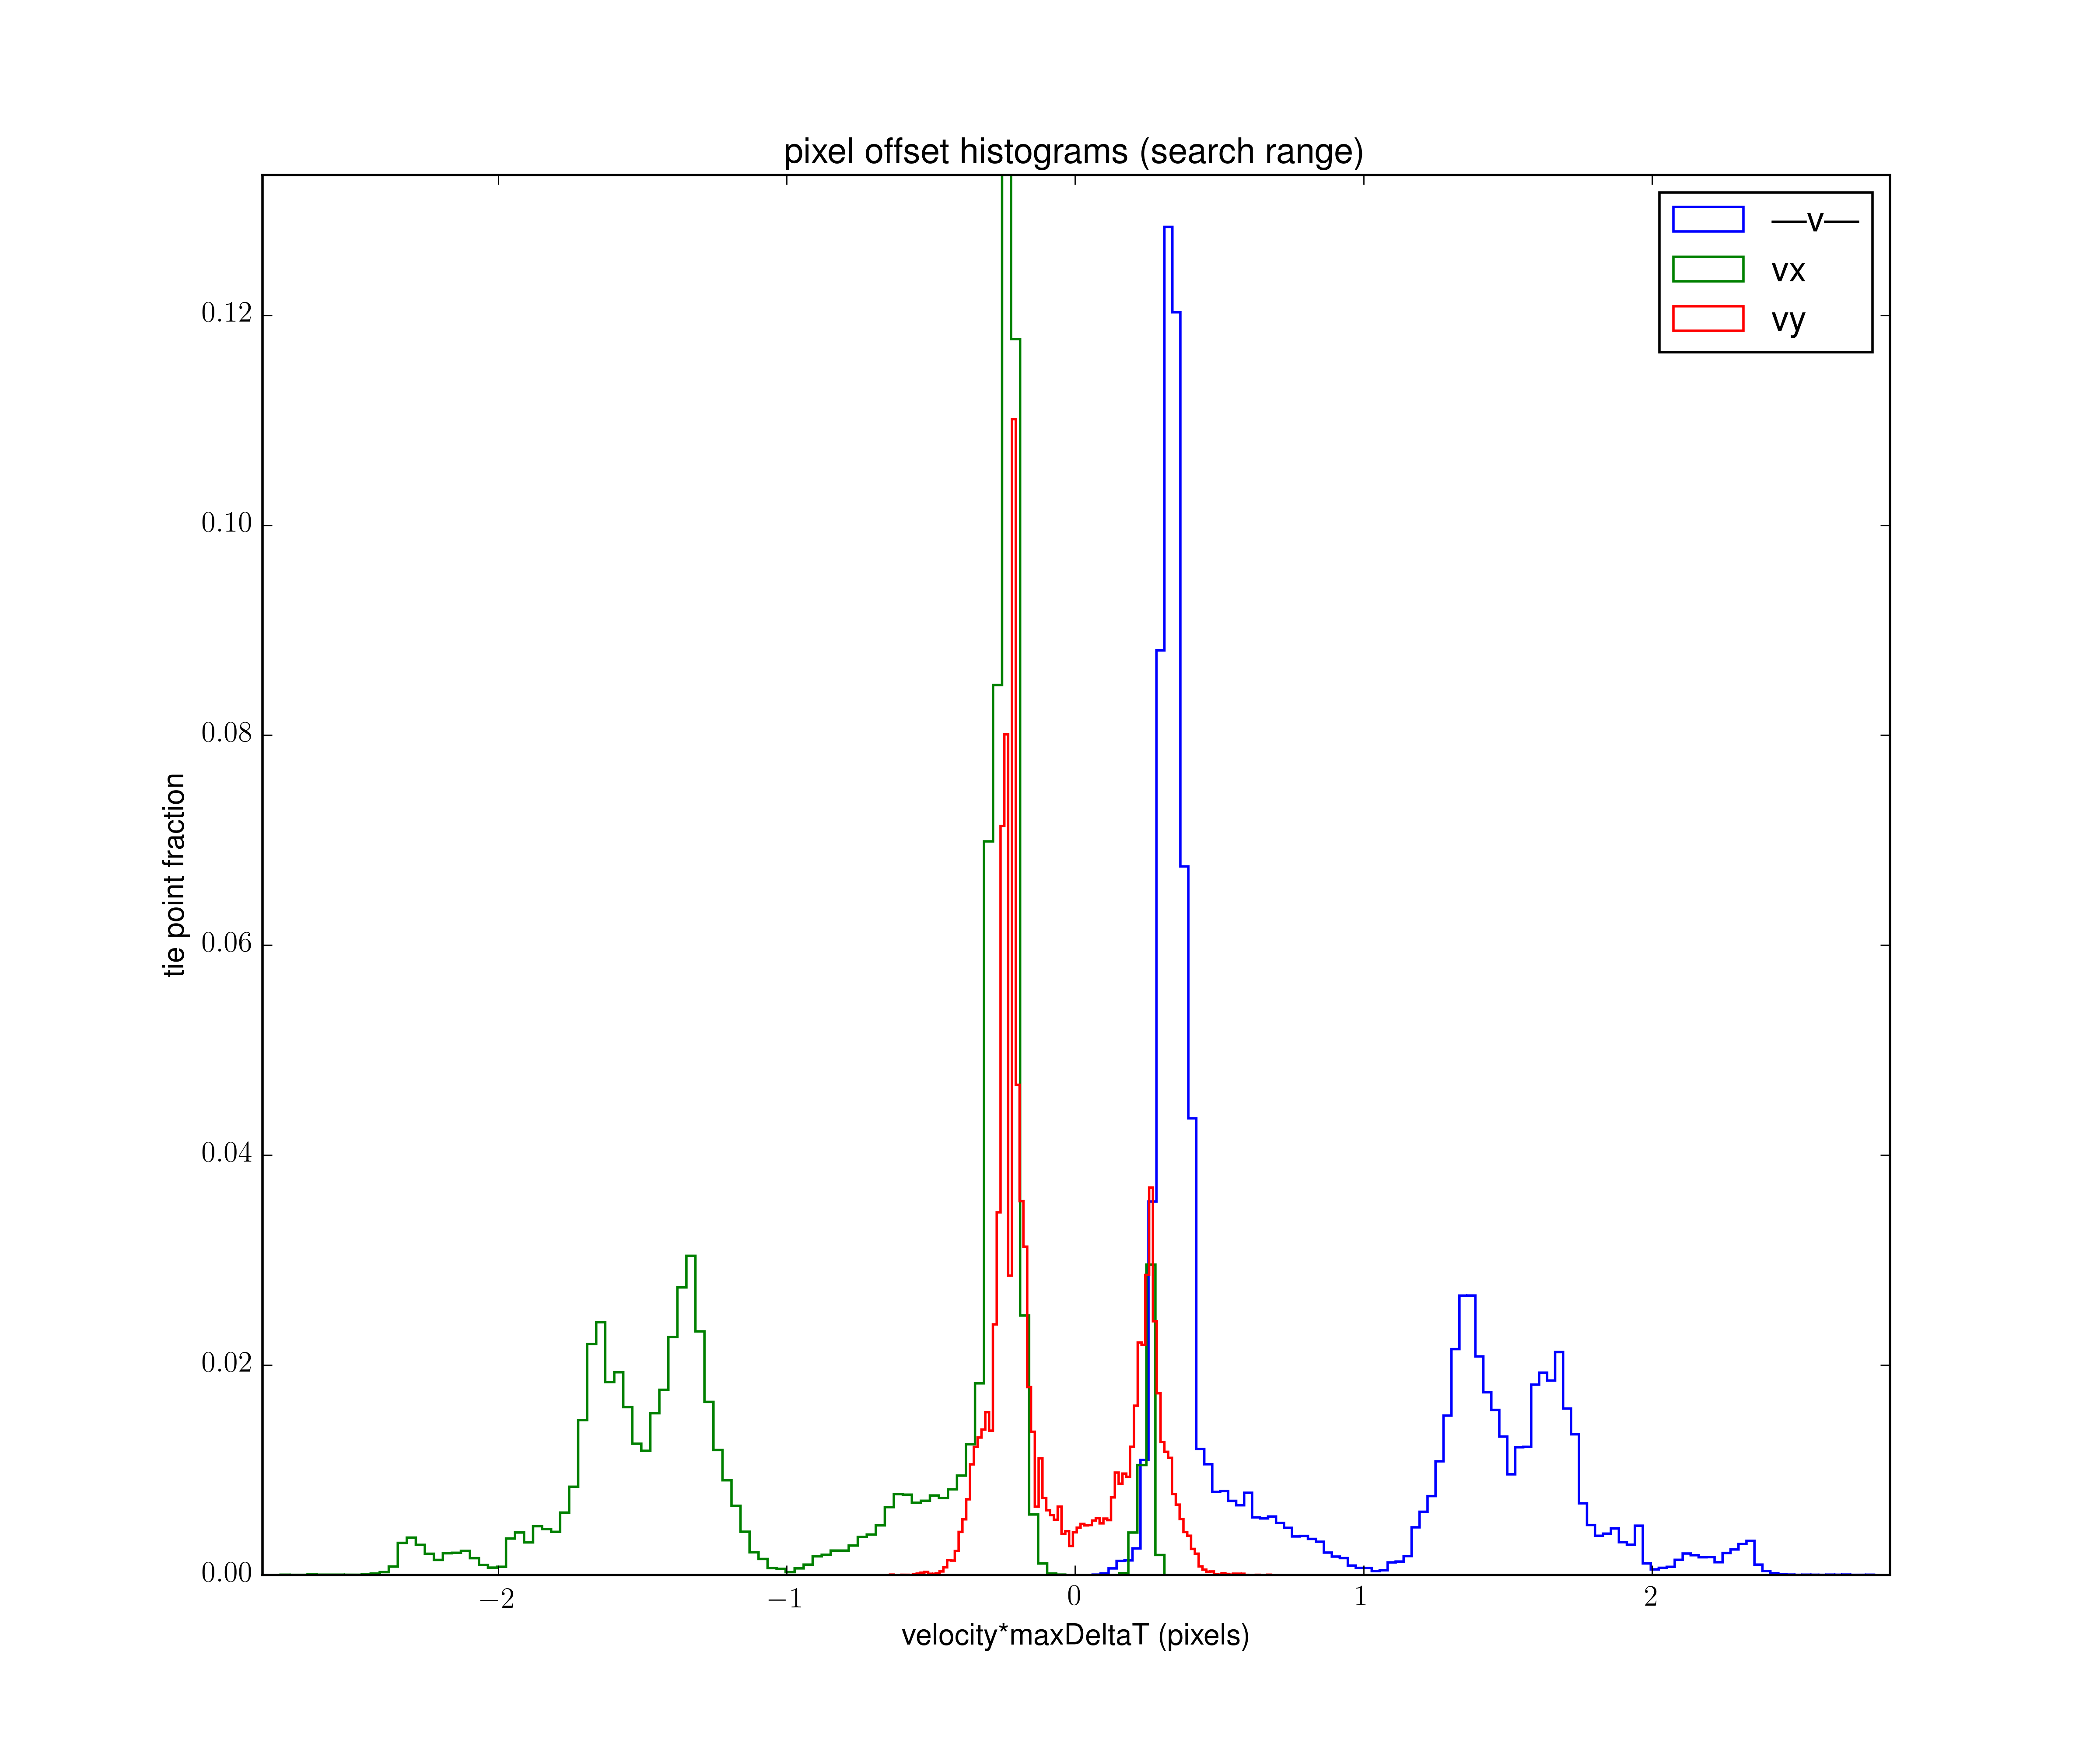 pixel offset histograms (search range)
—v—
vx
vy
0.12
0.10
0.08
0.06
0.04
0.02
0.00
tie point fraction
−2 −1 0 1 2
velocity*maxDeltaT (pixels)